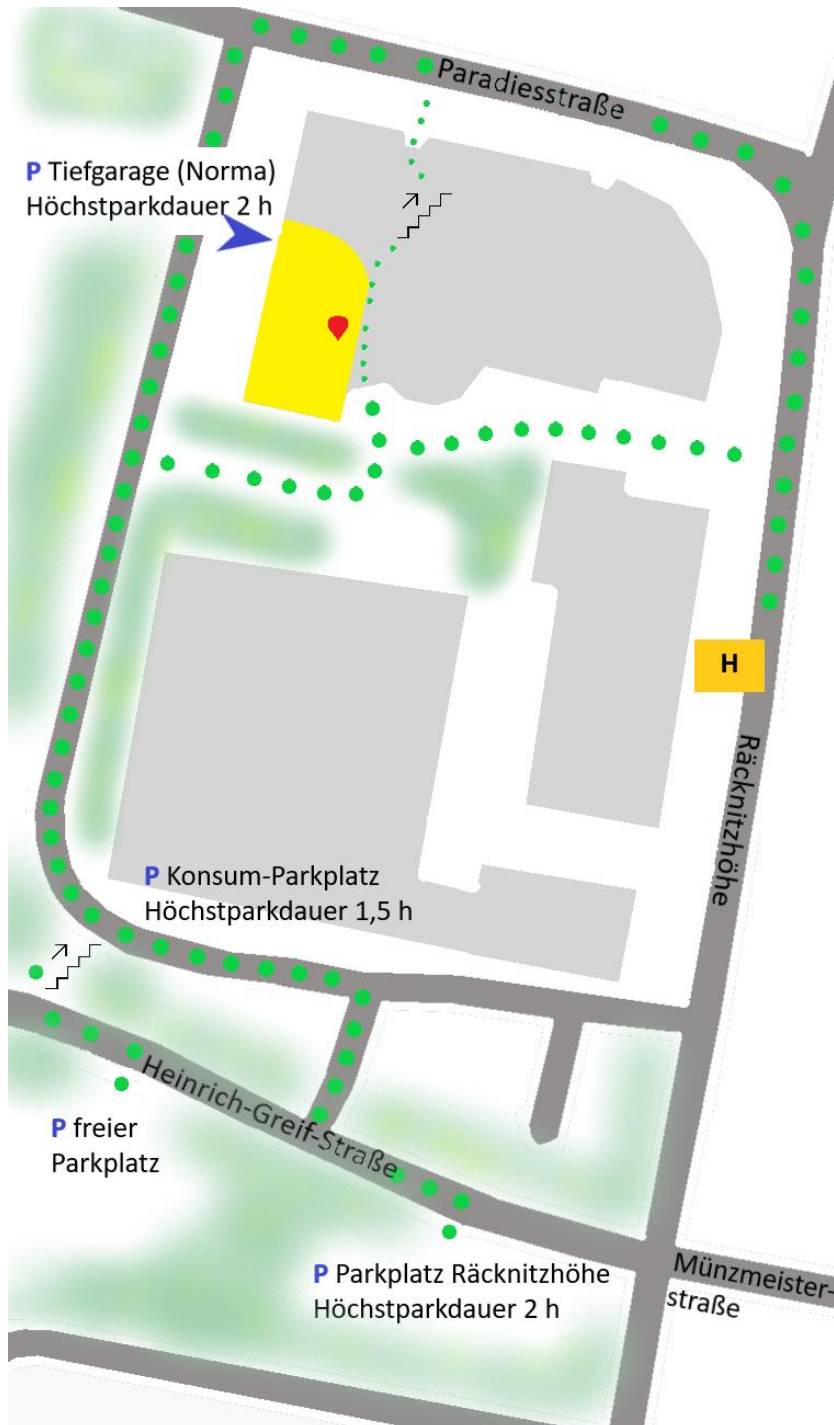 Paradiesstraße
P Tiefgarage (Norma)
Höchstparkdauer 2 h
H
Räcknitzhöhe
P Konsum-Parkplatz
Höchstparkdauer 1,5 h
Heinrich-Greif-Straße
P freier
Parkplatz
P Parkplatz Räcknitzhöhe
Höchstparkdauer 2 h
Münzmeister-
straße